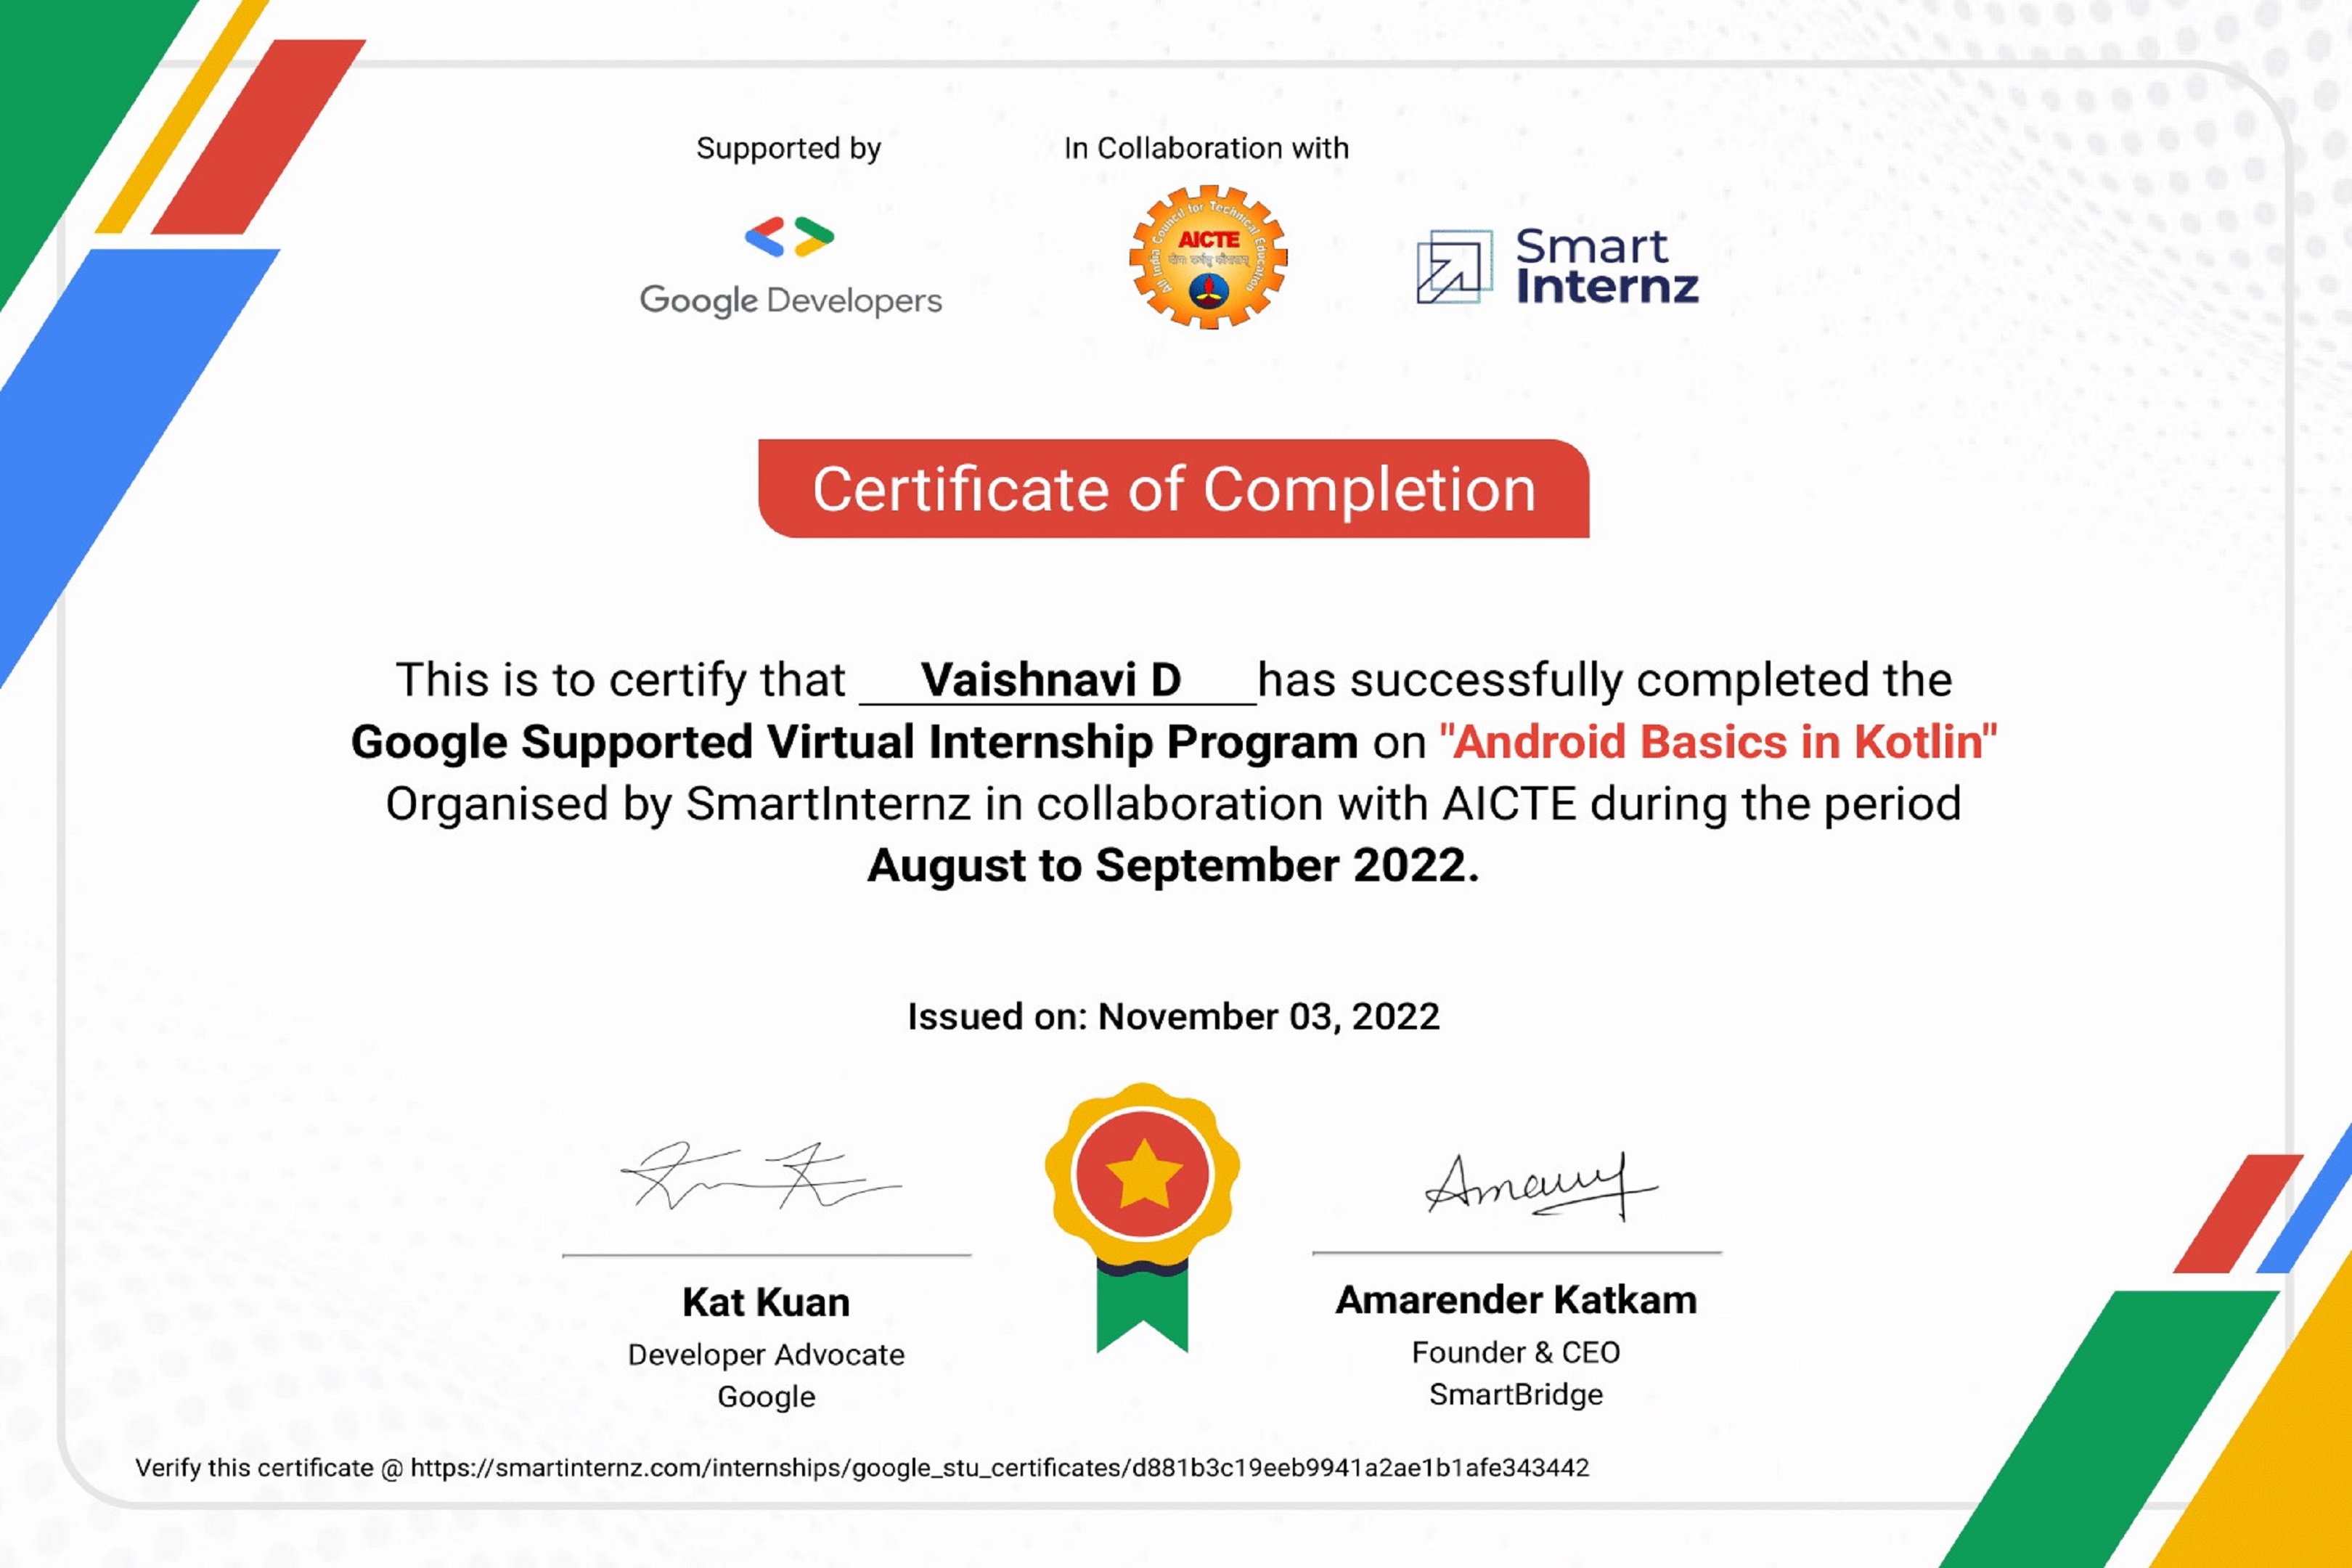 Supported by
In Collaboration with
Google Developers
All India Council for Technical Education
AICTE
Smart
Internz
Certificate of Completion
This is to certify that Vaishnavi D has successfully completed the
Google Supported Virtual Internship Program on "Android Basics in Kotlin"
Organised by SmartInternz in collaboration with AICTE during the period
August to September 2022.
Issued on: November 03, 2022
Kat Kuan
Developer Advocate
Google
Amarender Katkam
Founder & CEO
SmartBridge
Verify this certificate @ https://smartinternz.com/internships/google_stu_certificates/d881b3c19eeb9941a2ae1b1afe343442